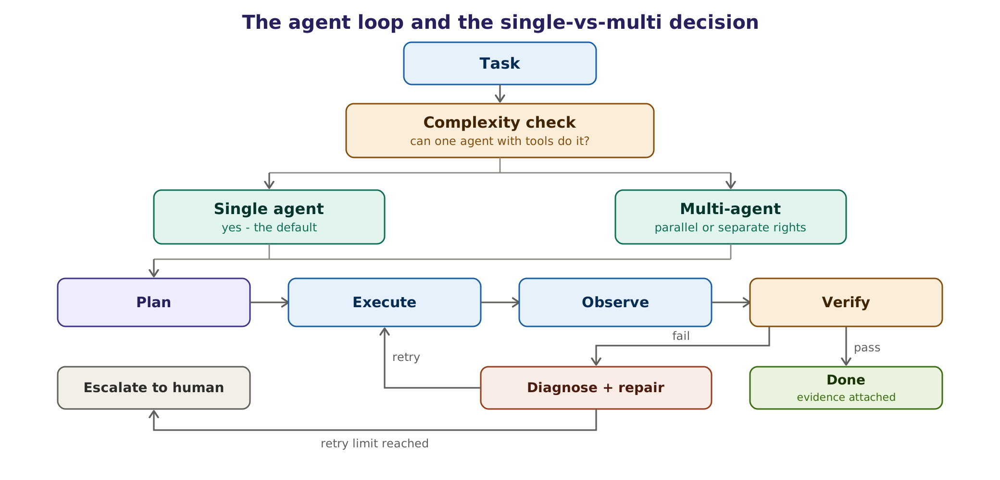 The agent loop and the single-vs-multi decision
Task
Complexity check
can one agent with tools do it?
Single agent
yes - the default
Multi-agent
parallel or separate rights
Plan
Execute
Observe
Verify
fail
pass
retry
Escalate to human
Diagnose + repair
Done
evidence attached
retry limit reached